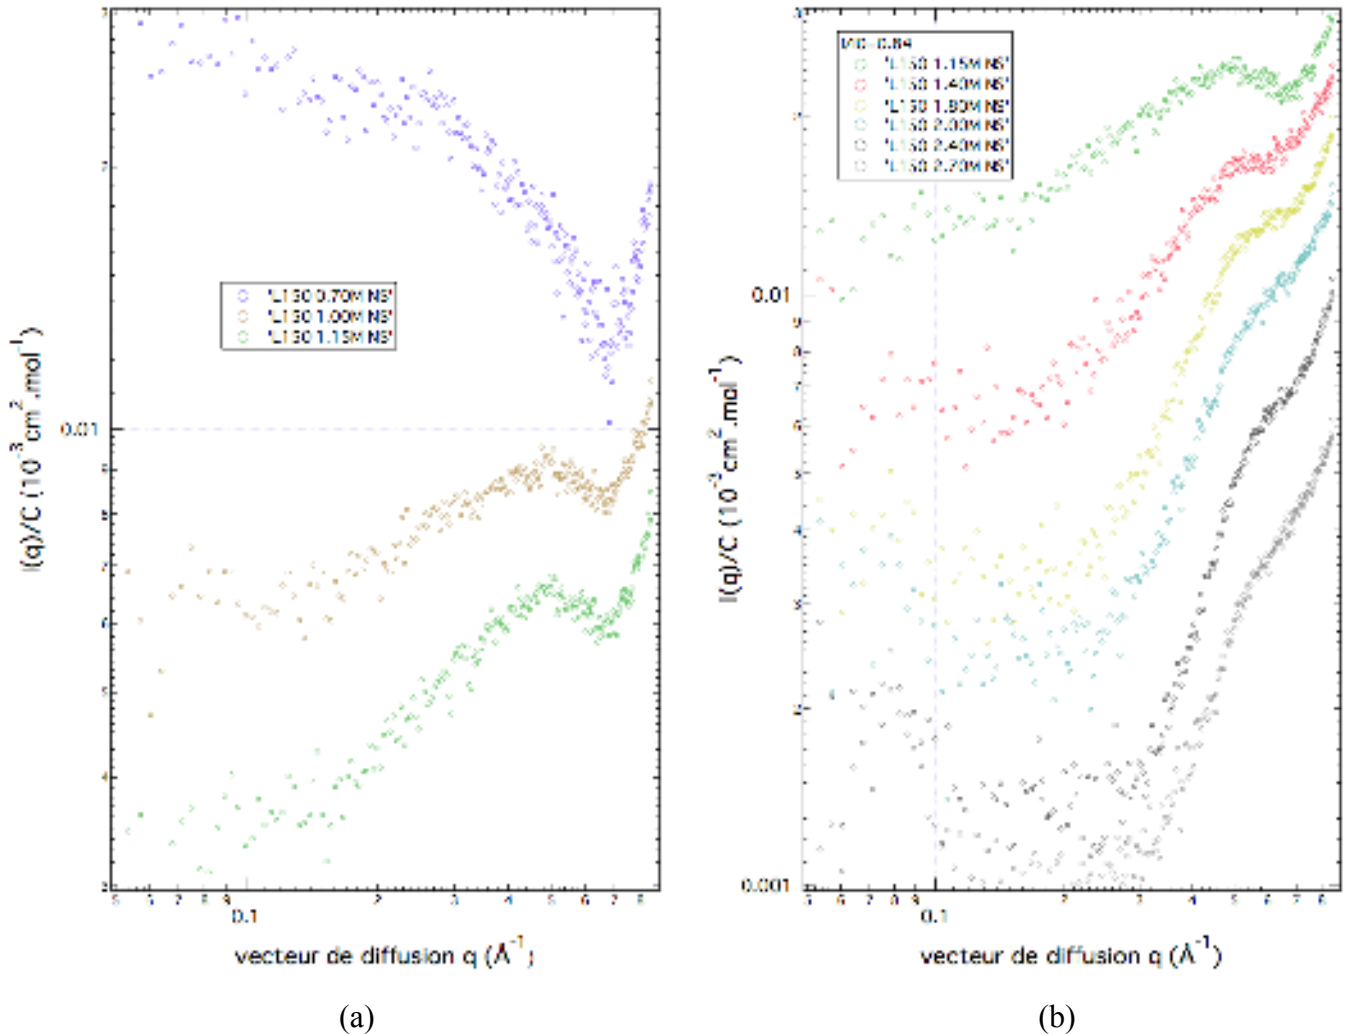 0.01
I(q)/C (10⁻³ cm².mol⁻¹)
'L150 0.70M NS'
'L150 1.00M NS'
'L150 1.15M NS'
0.1
vecteur de diffusion q (Å⁻¹)
(a)
'L150 1.15M NS'
'L150 1.40M NS'
'L150 1.80M NS'
'L150 2.00M NS'
'L150 2.40M NS'
'L150 2.70M NS'
0.01
0.001
I(q)/C (10⁻³ cm².mol⁻¹)
0.1
vecteur de diffusion q (Å⁻¹)
(b)